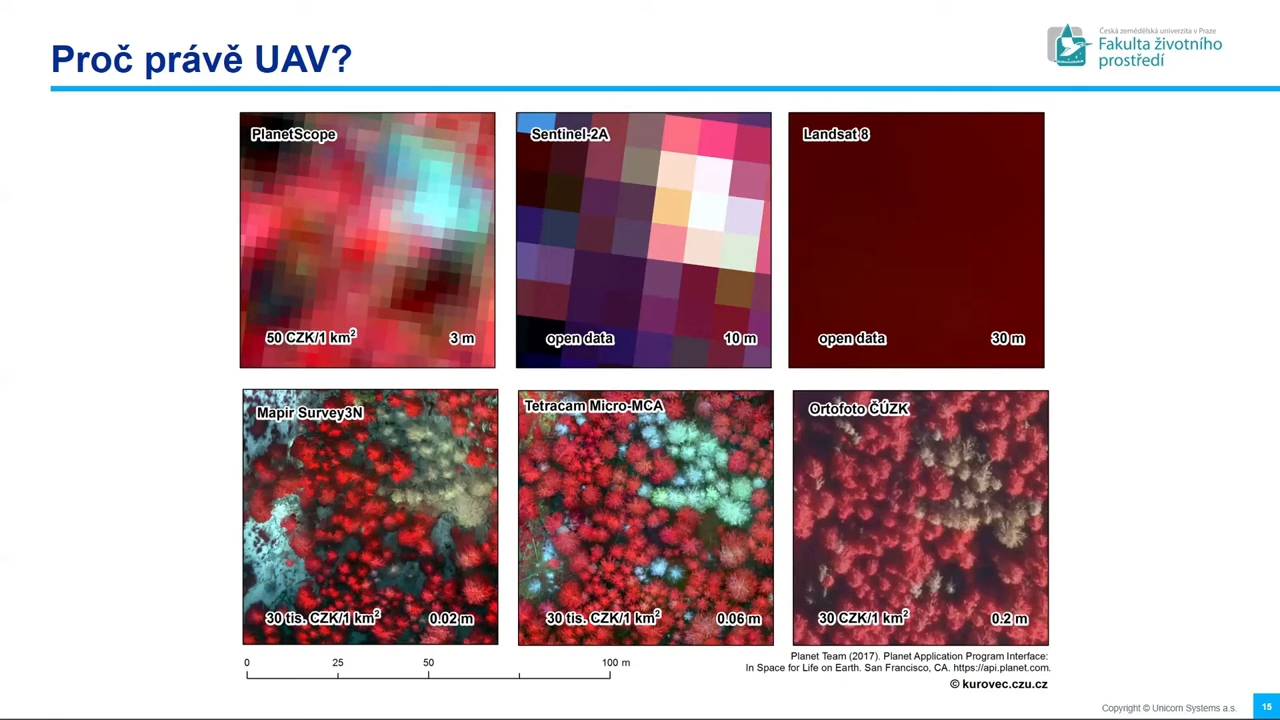 Proč právě UAV?
Česká zemědělská univerzita v Praze
Fakulta životního
prostředí
PlanetScope
50 CZK/1 km2
3 m
Sentinel-2A
open data
10 m
Landsat 8
open data
30 m
Mapir Survey3N
30 tis. CZK/1 km2
0.02 m
Tetracam Micro-MCA
30 tis. CZK/1 km2
0.06 m
Ortofoto ČÚZK
30 CZK/1 km2
0.2 m
0 25 50 100 m
Planet Team (2017). Planet Application Program Interface:
In Space for Life on Earth. San Francisco, CA. https://api.planet.com.
© kurovec.czu.cz
Copyright © Unicorn Systems a.s.
15